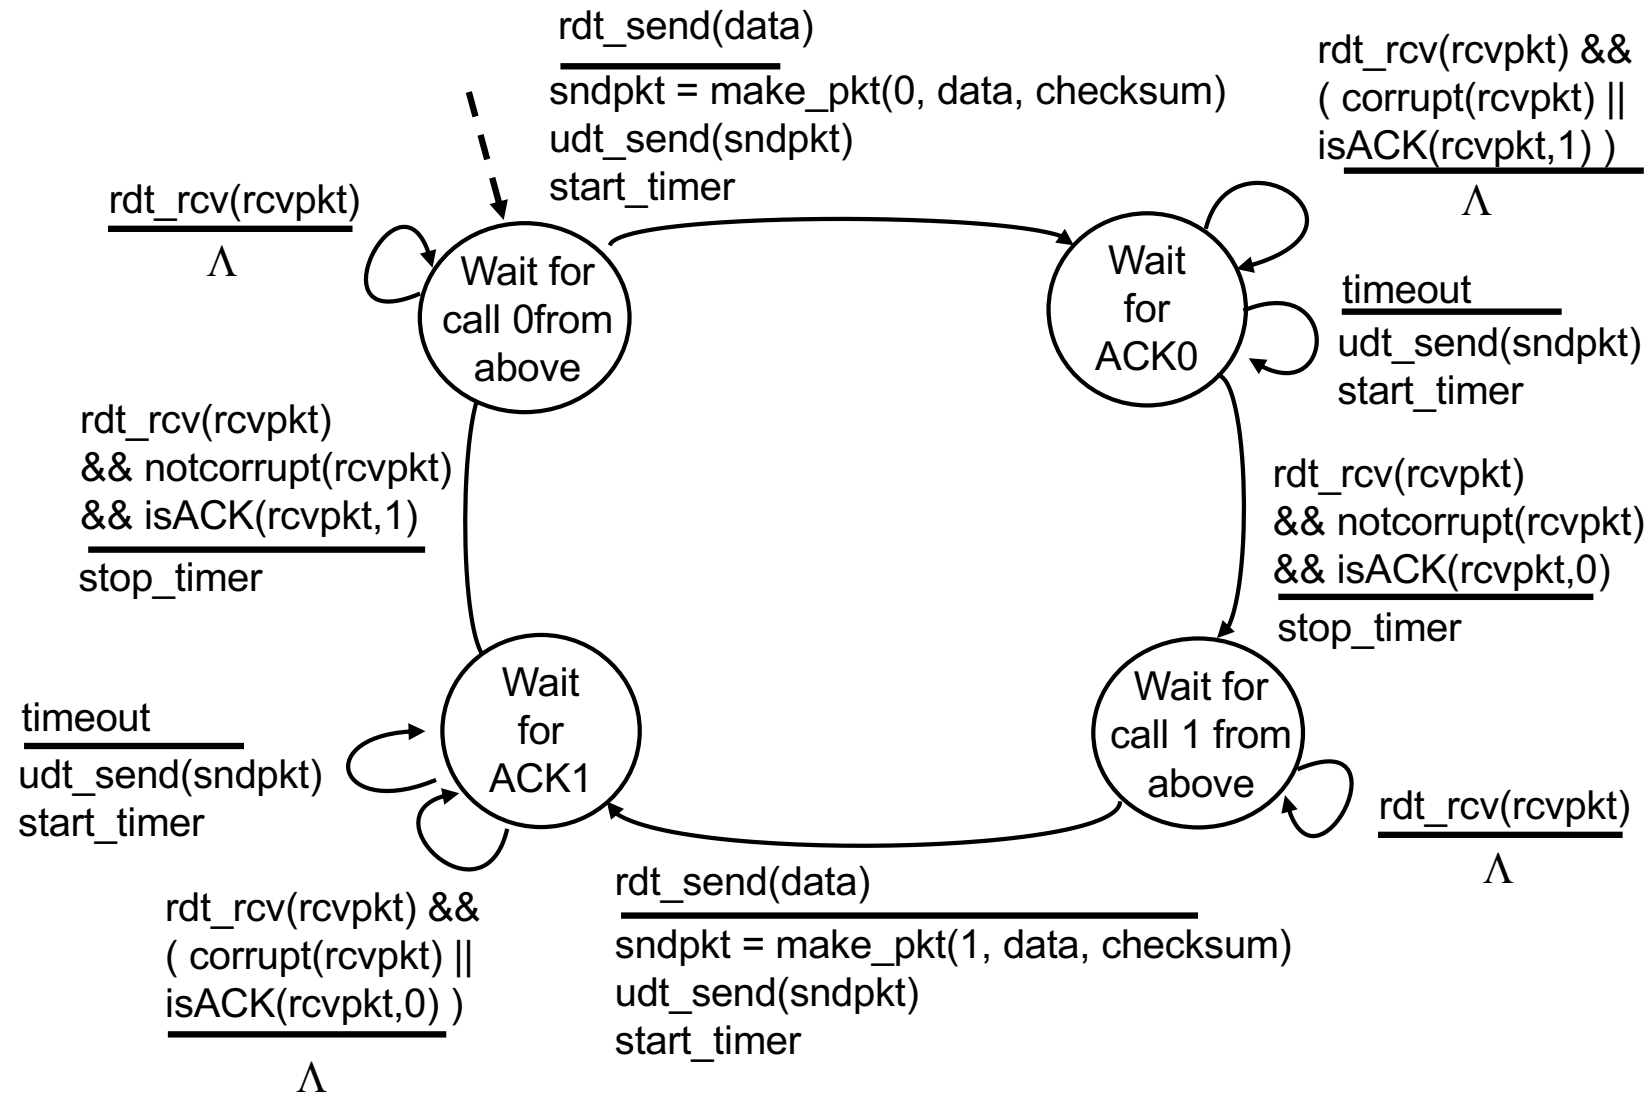 rdt_send(data)
sndpkt = make_pkt(0, data, checksum)
udt_send(sndpkt)
start_timer
rdt_rcv(rcvpkt) &&
( corrupt(rcvpkt) ||
isACK(rcvpkt,1) )
Λ
rdt_rcv(rcvpkt)
Λ
Wait for
call 0from
above
Wait
for
ACK0
timeout
udt_send(sndpkt)
start_timer
rdt_rcv(rcvpkt)
&& notcorrupt(rcvpkt)
&& isACK(rcvpkt,1)
stop_timer
rdt_rcv(rcvpkt)
&& notcorrupt(rcvpkt)
&& isACK(rcvpkt,0)
stop_timer
Wait
for
ACK1
Wait for
call 1 from
above
timeout
udt_send(sndpkt)
start_timer
rdt_rcv(rcvpkt)
Λ
rdt_rcv(rcvpkt) &&
( corrupt(rcvpkt) ||
isACK(rcvpkt,0) )
Λ
rdt_send(data)
sndpkt = make_pkt(1, data, checksum)
udt_send(sndpkt)
start_timer